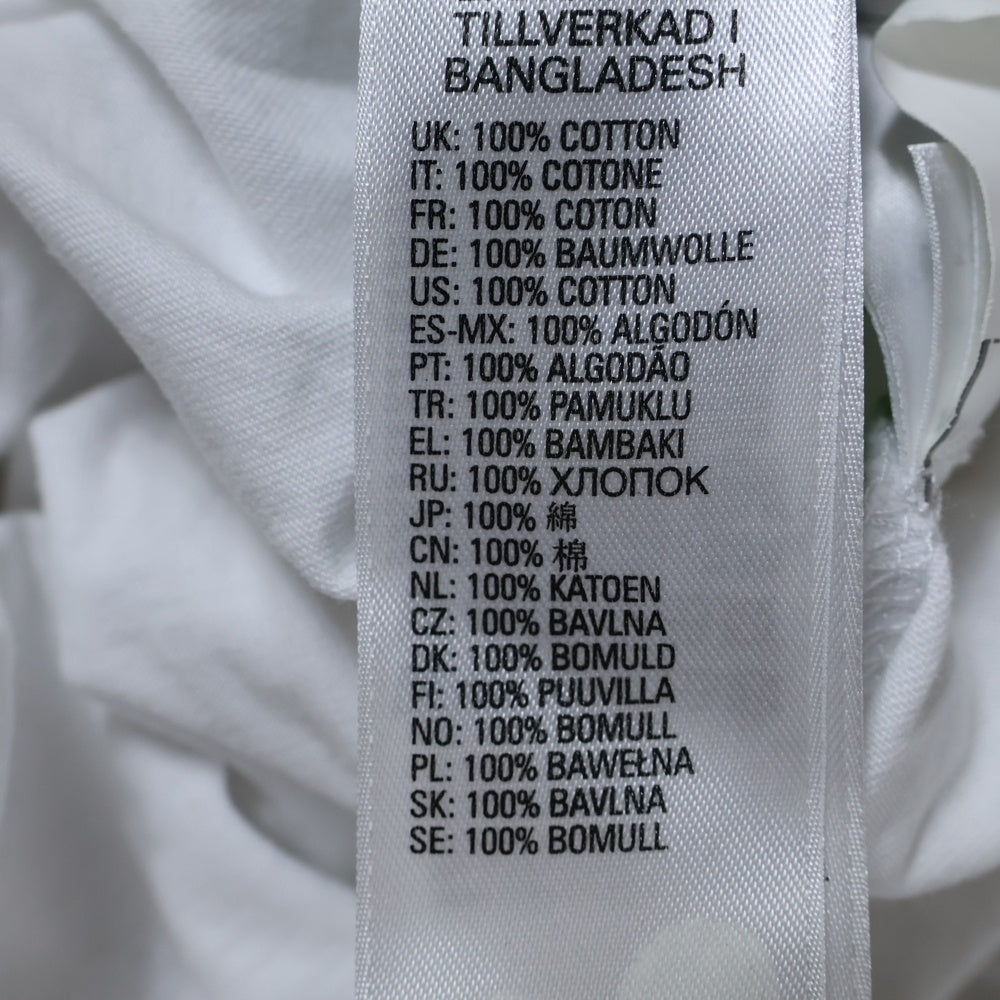 TILLVERKAD I
BANGLADESH
UK: 100% COTTON
IT: 100% COTONE
FR: 100% COTON
DE: 100% BAUMWOLLE
US: 100% COTTON
ES-MX: 100% ALGODÓN
PT: 100% ALGODÃO
TR: 100% PAMUKLU
EL: 100% BAMBAKI
RU: 100% ХЛОПОК
JP: 100% 綿
CN: 100% 棉
NL: 100% KATOEN
CZ: 100% BAVLNA
DK: 100% BOMULD
FI: 100% PUUVILLA
NO: 100% BOMULL
PL: 100% BAWEŁNA
SK: 100% BAVLNA
SE: 100% BOMULL